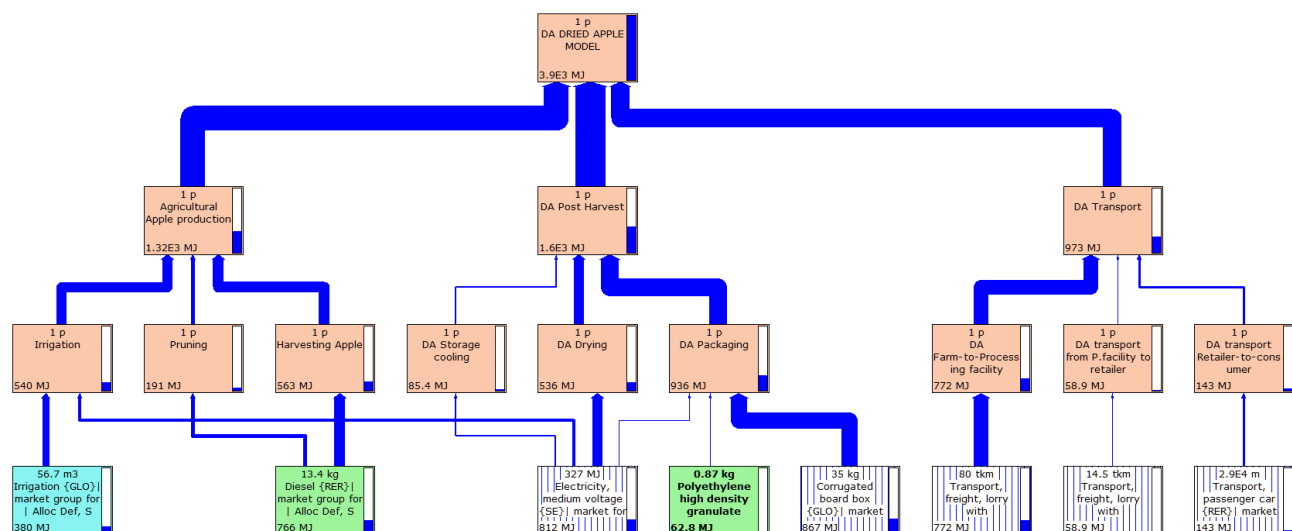 1 p
DA DRIED APPLE
MODEL
3.9E3 MJ
1 p
Agricultural
Apple production
1.32E3 MJ
1 p
DA Post Harvest
1.6E3 MJ
1 p
DA Transport
973 MJ
1 p
Irrigation
540 MJ
1 p
Pruning
191 MJ
1 p
Harvesting Apple
563 MJ
1 p
DA Storage
cooling
85.4 MJ
1 p
DA Drying
536 MJ
1 p
DA Packaging
936 MJ
1 p
DA
Farm-to-Process
ing facility
772 MJ
1 p
DA transport
from P.facility to
retailer
58.9 MJ
1 p
DA transport
Retailer-to-cons
umer
143 MJ
56.7 m3
Irrigation {GLO}|
market group for
| Alloc Def, S
380 MJ
13.4 kg
Diesel {RER}|
market group for
| Alloc Def, S
766 MJ
327 MJ
Electricity,
medium voltage
{SE}| market for
812 MJ
0.87 kg
Polyethylene
high density
granulate
62.8 MJ
35 kg
Corrugated
board box
{GLO}| market
867 MJ
80 tkm
Transport,
freight, lorry
with
772 MJ
14.5 tkm
Transport,
freight, lorry
with
58.9 MJ
2.9E4 m
Transport,
passenger car
{RER}| market
143 MJ